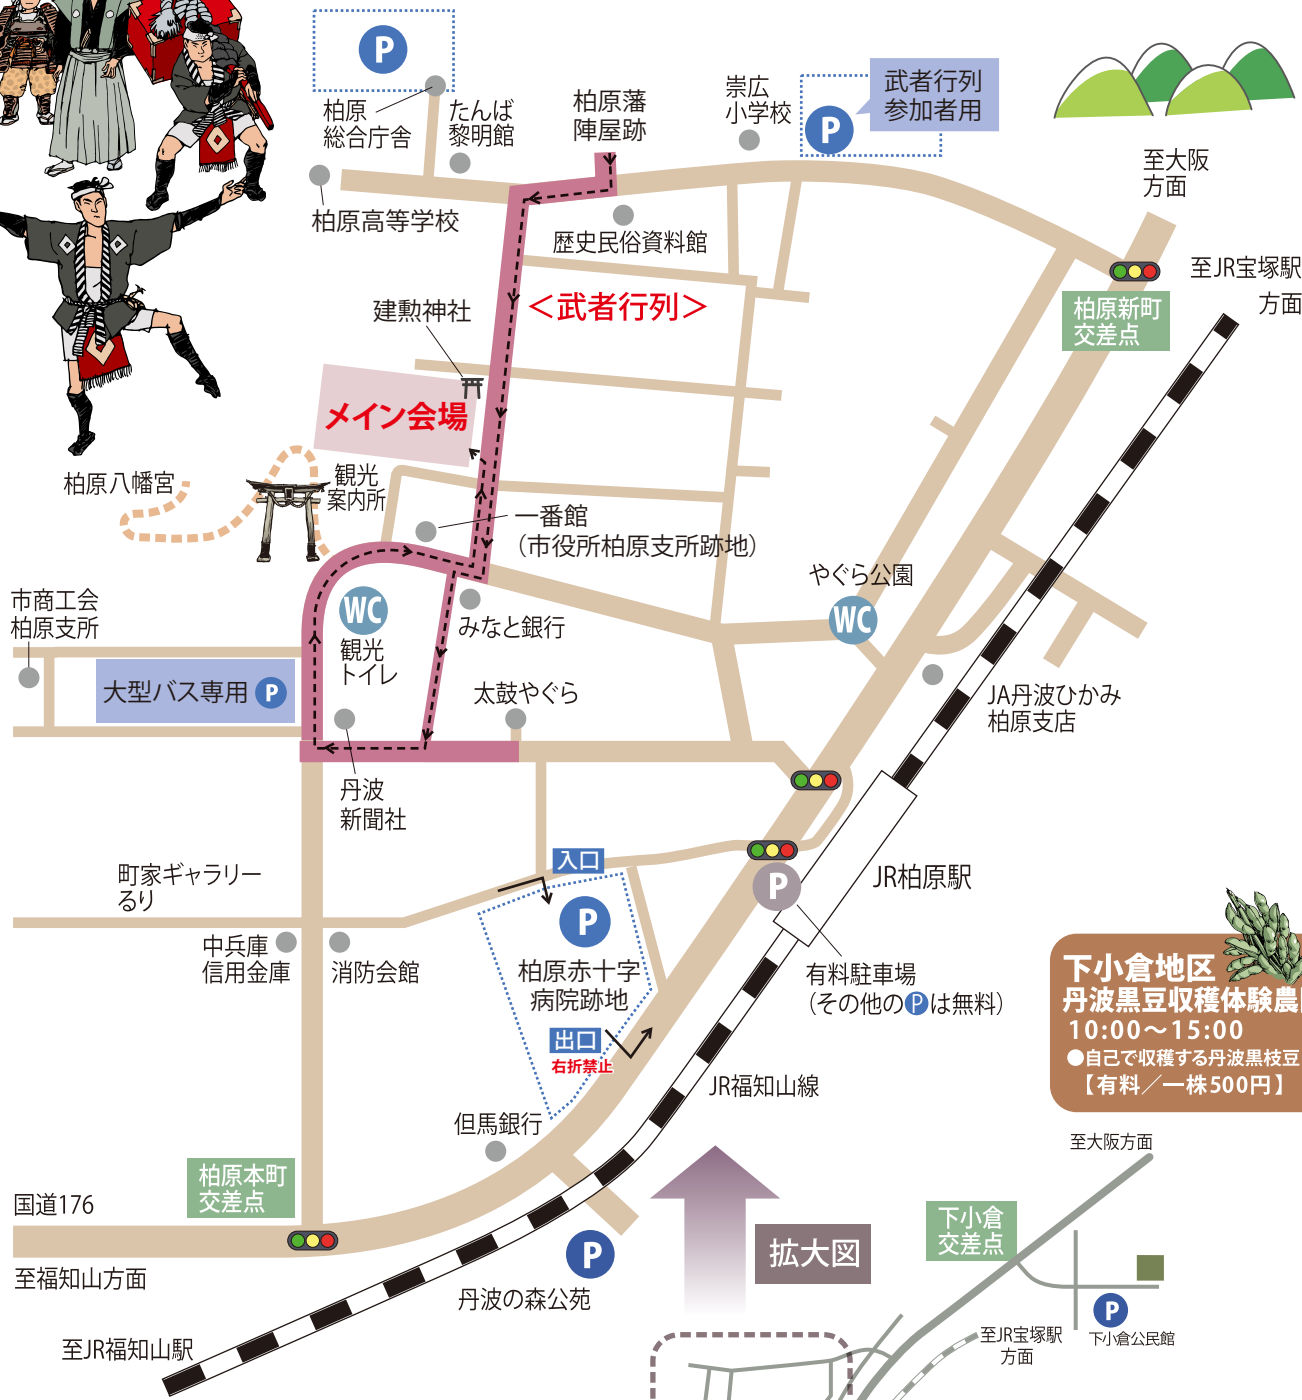 P
柏原
総合庁舎
たんば
黎明館
柏原藩
陣屋跡
崇広
小学校
P
武者行列
参加者用
至大阪
方面
柏原高等学校
歴史民俗資料館
至JR宝塚駅
方面
柏原新町
交差点
建勲神社
＜武者行列＞
メイン会場
柏原八幡宮
観光
案内所
一番館
（市役所柏原支所跡地）
やぐら公園
WC
市商工会
柏原支所
WC
観光
トイレ
みなと銀行
大型バス専用 P
太鼓やぐら
JA丹波ひかみ
柏原支店
丹波
新聞社
町家ギャラリー
るり
入口
P
JR柏原駅
P
中兵庫
信用金庫
消防会館
柏原赤十字
病院跡地
有料駐車場
（その他のPは無料）
出口
右折禁止
下小倉地区
丹波黒豆収穫体験農
10:00～15:00
●自己で収穫する丹波黒枝豆
【有料／一株500円】
JR福知山線
但馬銀行
至大阪方面
柏原本町
交差点
国道176
下小倉
交差点
拡大図
P
至福知山方面
丹波の森公苑
P
下小倉公民館
至JR宝塚駅
方面
至JR福知山駅